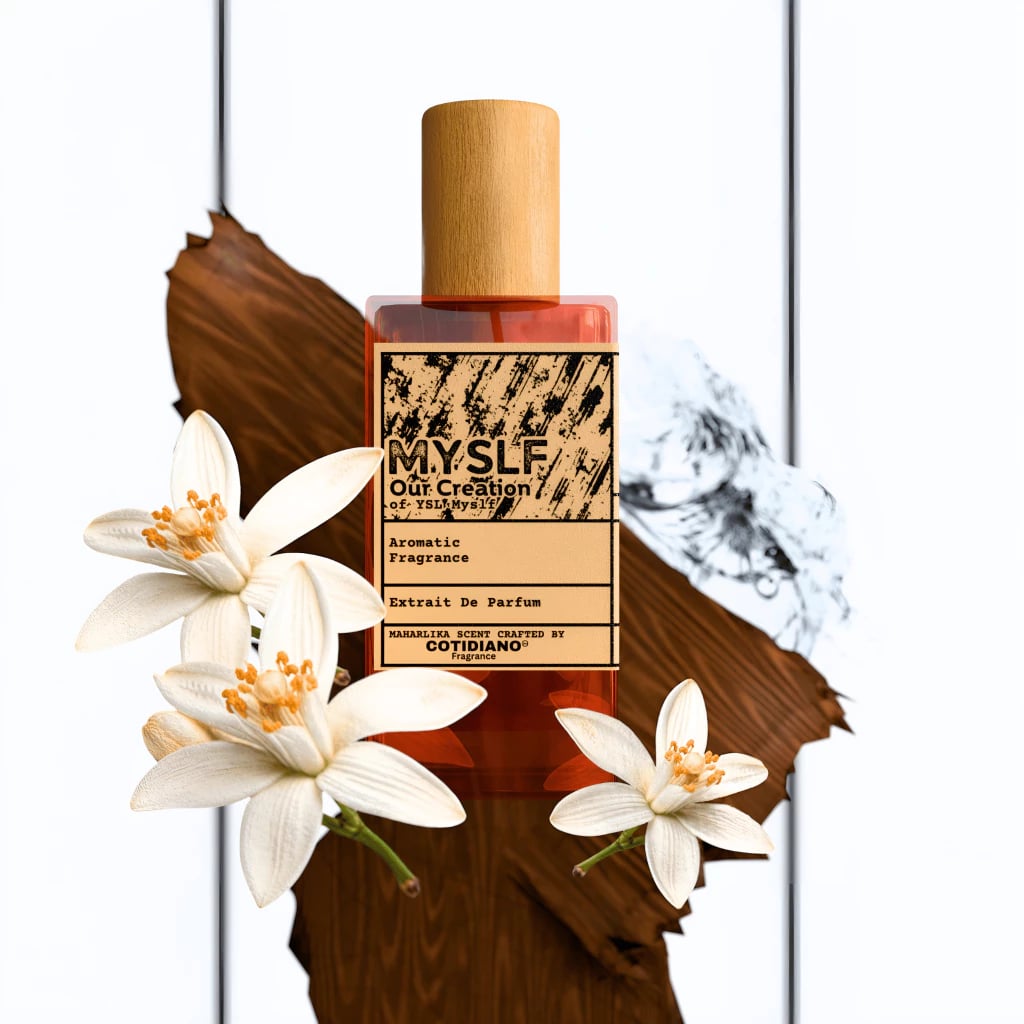 MYSLF
Our Creation
of YSL Myslf
Aromatic
Fragrance
Extrait De Parfum
MAHARLIKA SCENT CRAFTED BY
COTIDIANO
Fragrance